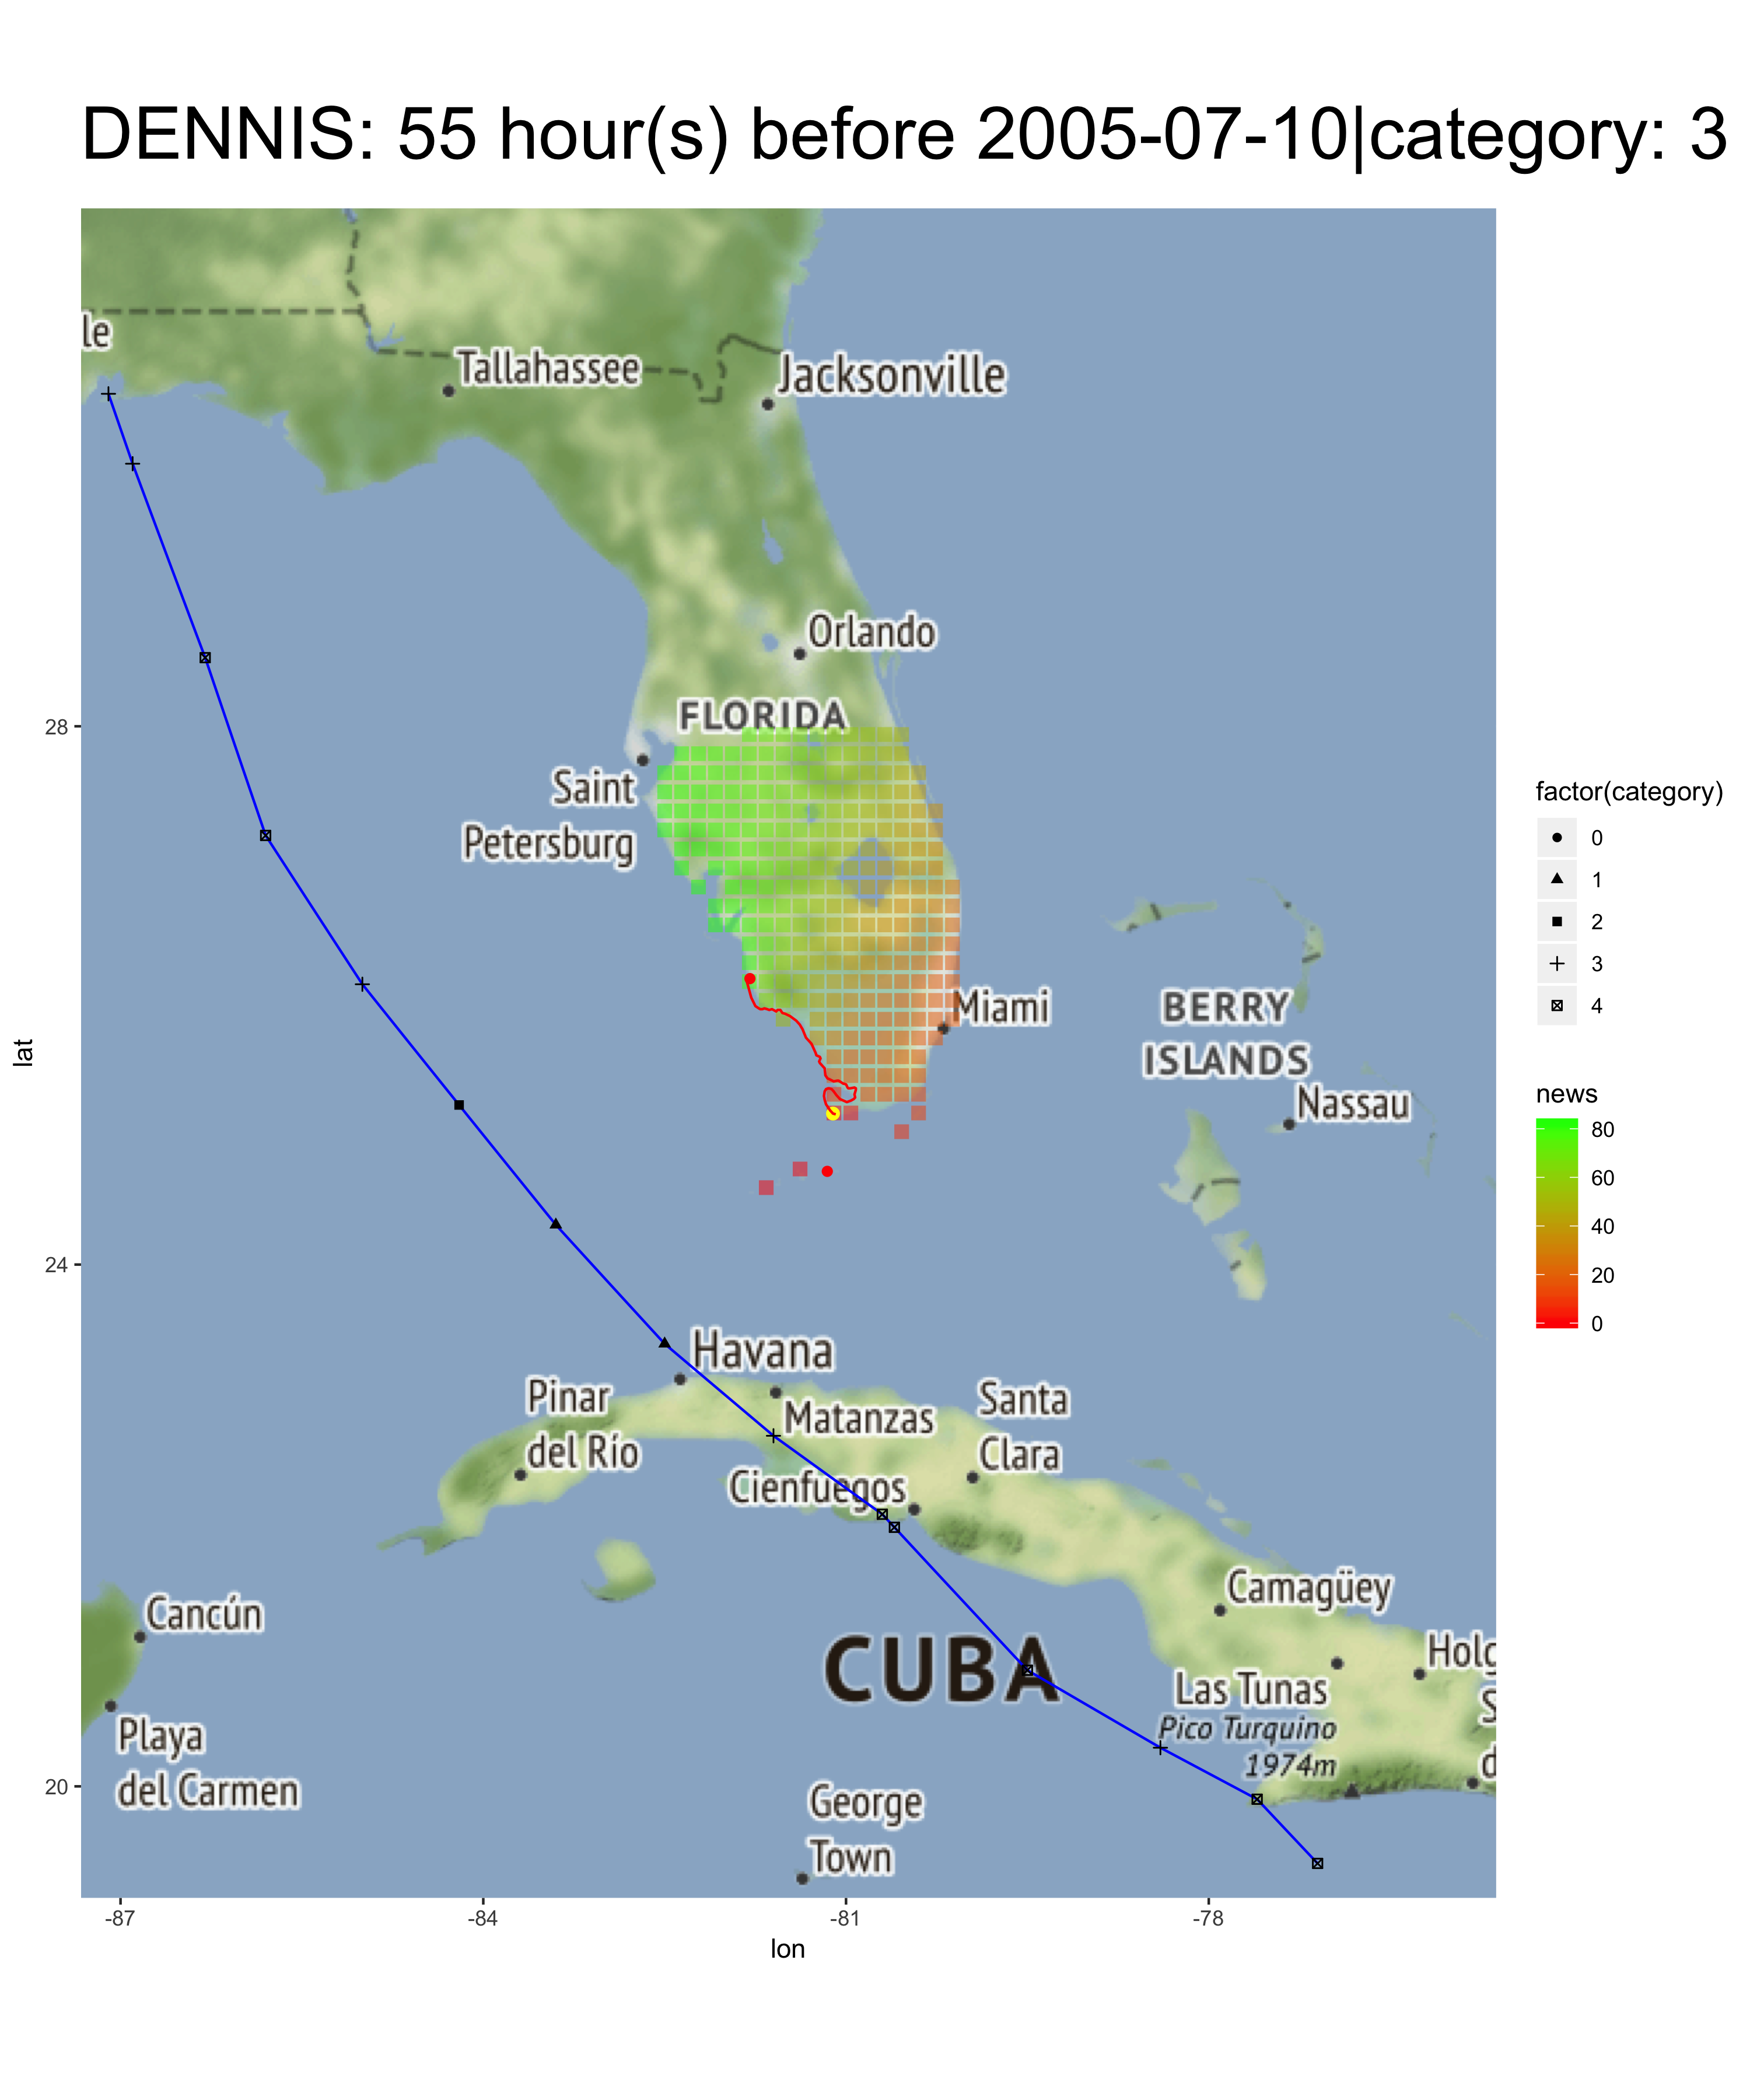 DENNIS: 55 hour(s) before 2005-07-10|category: 3
le
Tallahassee
Jacksonville
Orlando
FLORIDA
Saint
Petersburg
Miami
BERRY
ISLANDS
Nassau
Havana
Pinar
del Río
Matanzas
Santa
Clara
Cienfuegos
Camagüey
Cancún
CUBA
Holg
Las Tunas
S
Pico Turquino
1974m
d
Playa
del Carmen
George
Town
28
24
20
lat
-87
-84
-81
-78
lon
factor(category)
0
1
2
3
4
news
80
60
40
20
0